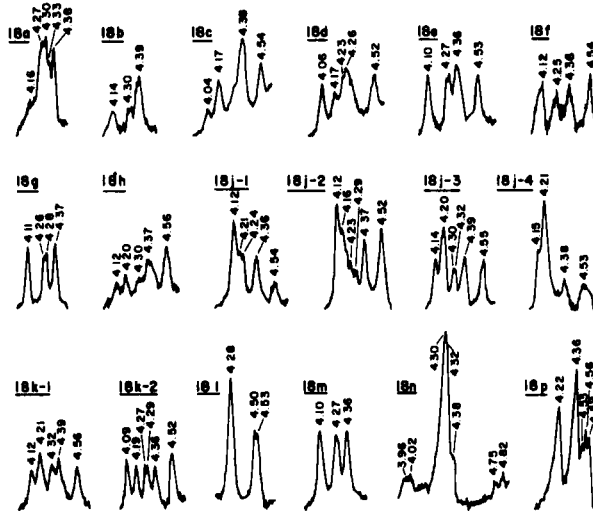 18a 4.16 4.27 4.30 4.33 4.36
18b 4.14 4.30 4.39
18c 4.04 4.17 4.38 4.54
18d 4.06 4.17 4.23 4.26 4.52
18e 4.10 4.27 4.36 4.53
18f 4.12 4.25 4.36 4.54
18g 4.11 4.26 4.28 4.37
18h 4.12 4.20 4.30 4.37 4.56
18j-1 4.12 4.21 4.24 4.36 4.54
18j-2 4.12 4.16 4.23 4.29 4.37 4.52
18j-3 4.14 4.20 4.30 4.32 4.39 4.55
18j-4 4.15 4.21 4.38 4.53
18k-1 4.12 4.21 4.32 4.39 4.56
18k-2 4.09 4.19 4.27 4.29 4.36 4.52
18l 4.28 4.50 4.53
18m 4.10 4.27 4.36
18n 3.96 4.02 4.30 4.32 4.38 4.75 4.82
18p 4.22 4.36 4.53 4.56